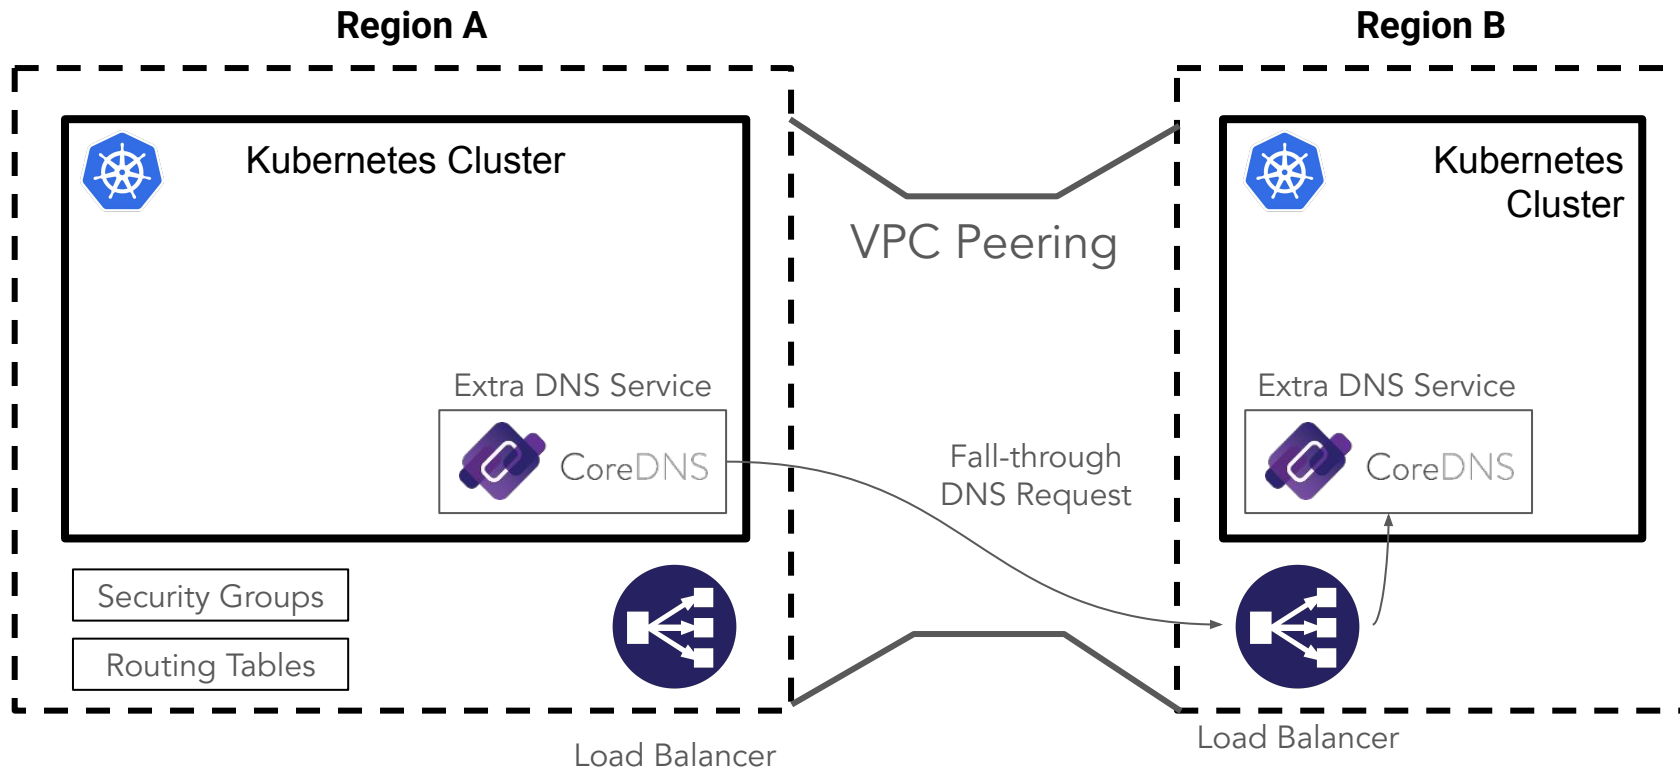 Region A
Region B
Kubernetes Cluster
Kubernetes
Cluster
VPC Peering
Extra DNS Service
CoreDNS
Extra DNS Service
CoreDNS
Fall-through
DNS Request
Security Groups
Routing Tables
Load Balancer
Load Balancer